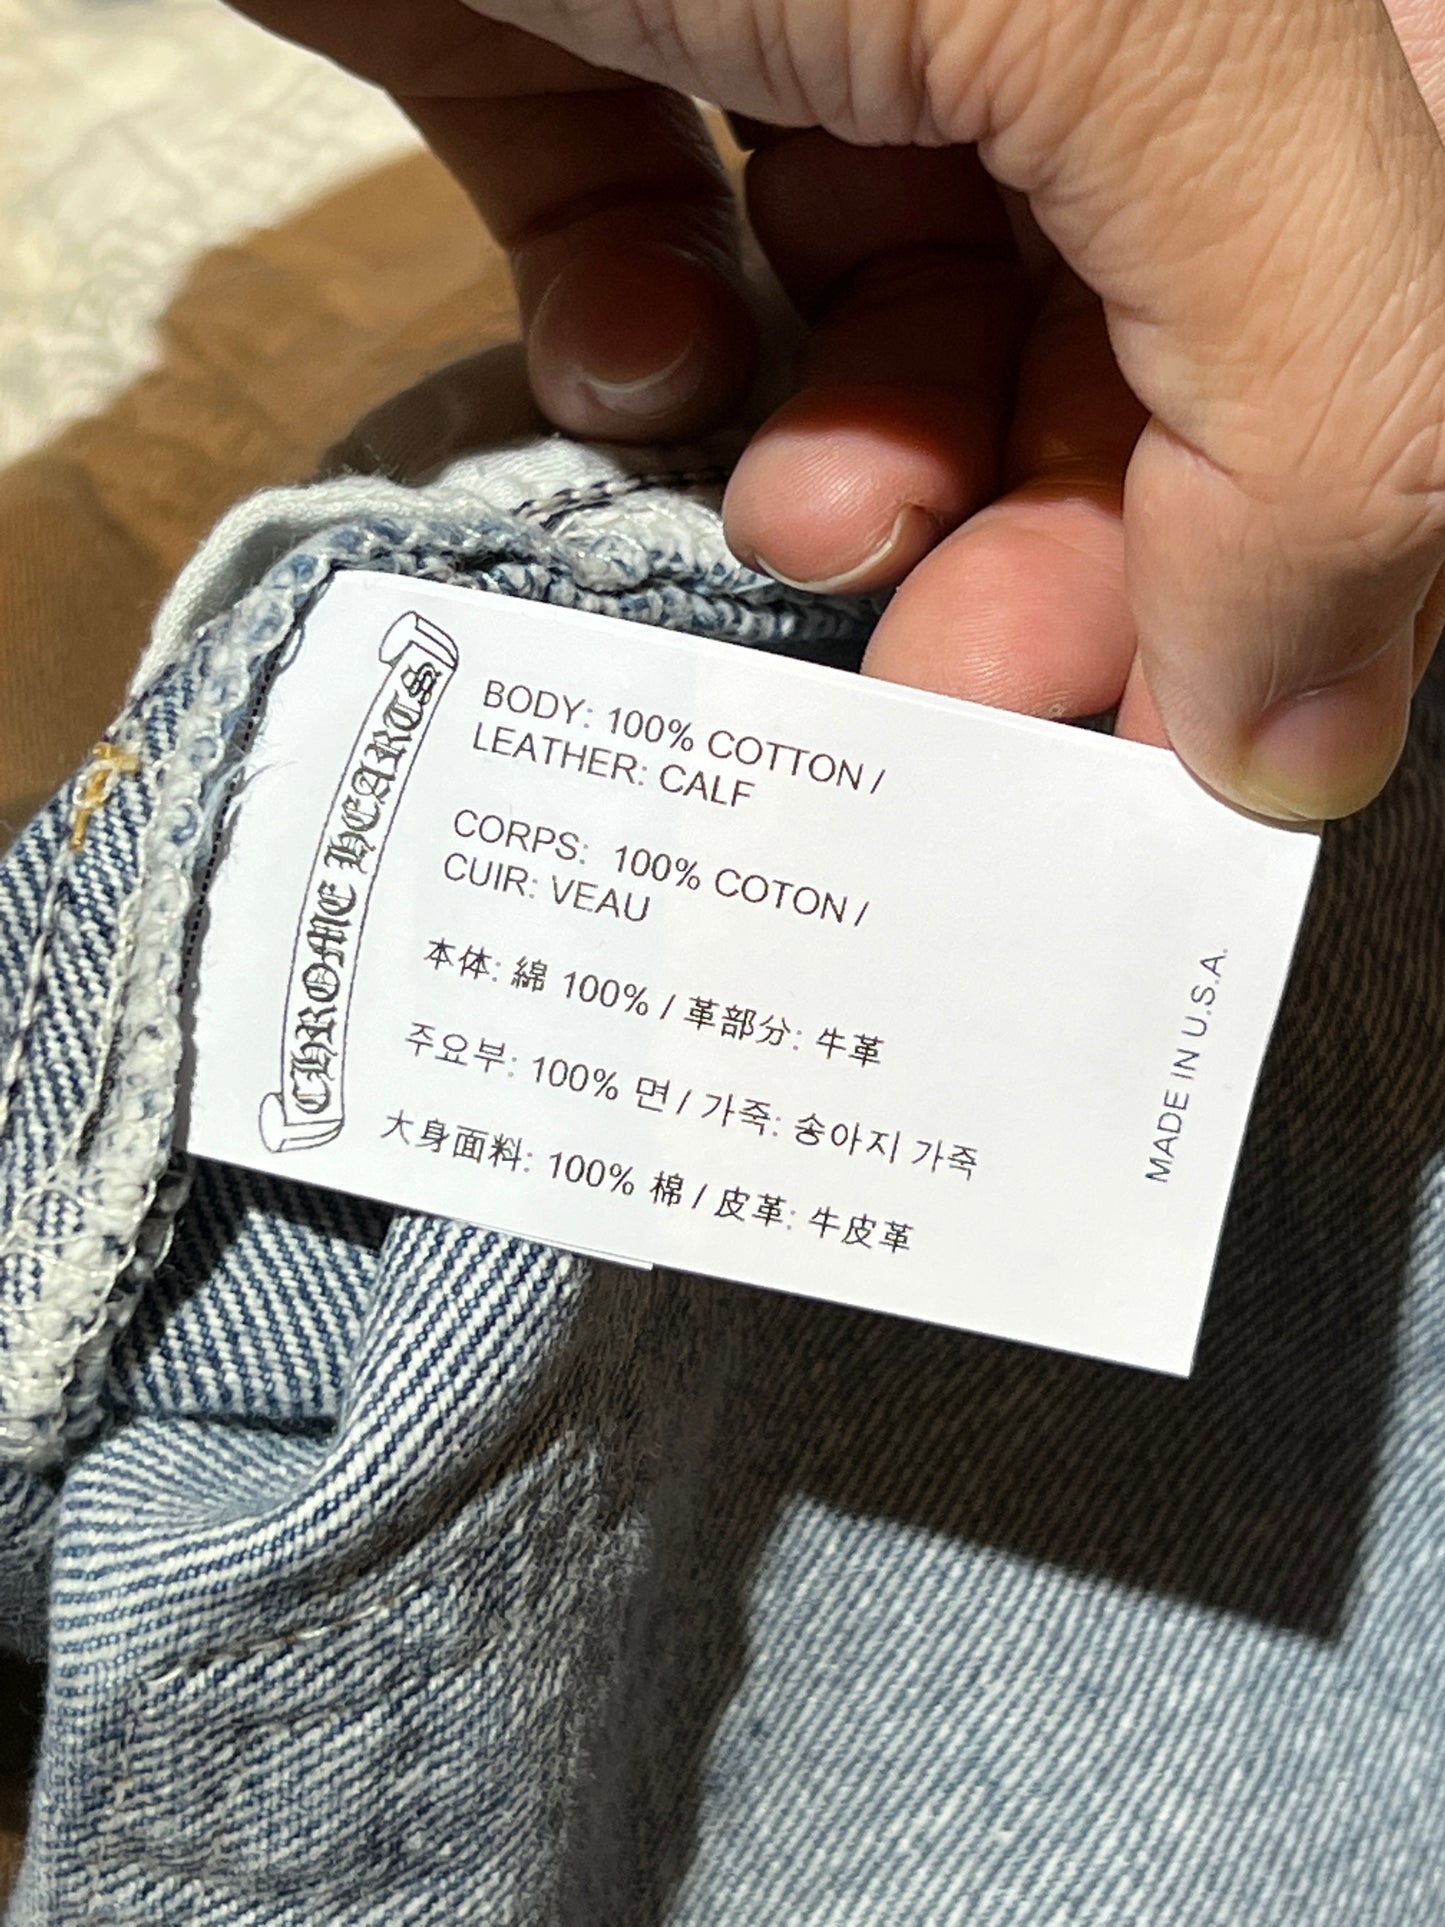 CHROME HEARTS
BODY: 100% COTTON /
LEATHER: CALF
CORPS: 100% COTON /
CUIR: VEAU
本体: 綿 100% / 革部分: 牛革
주요부: 100% 면 / 가죽: 송아지 가죽
大身面料: 100% 棉 / 皮革: 牛皮革
MADE IN U.S.A.